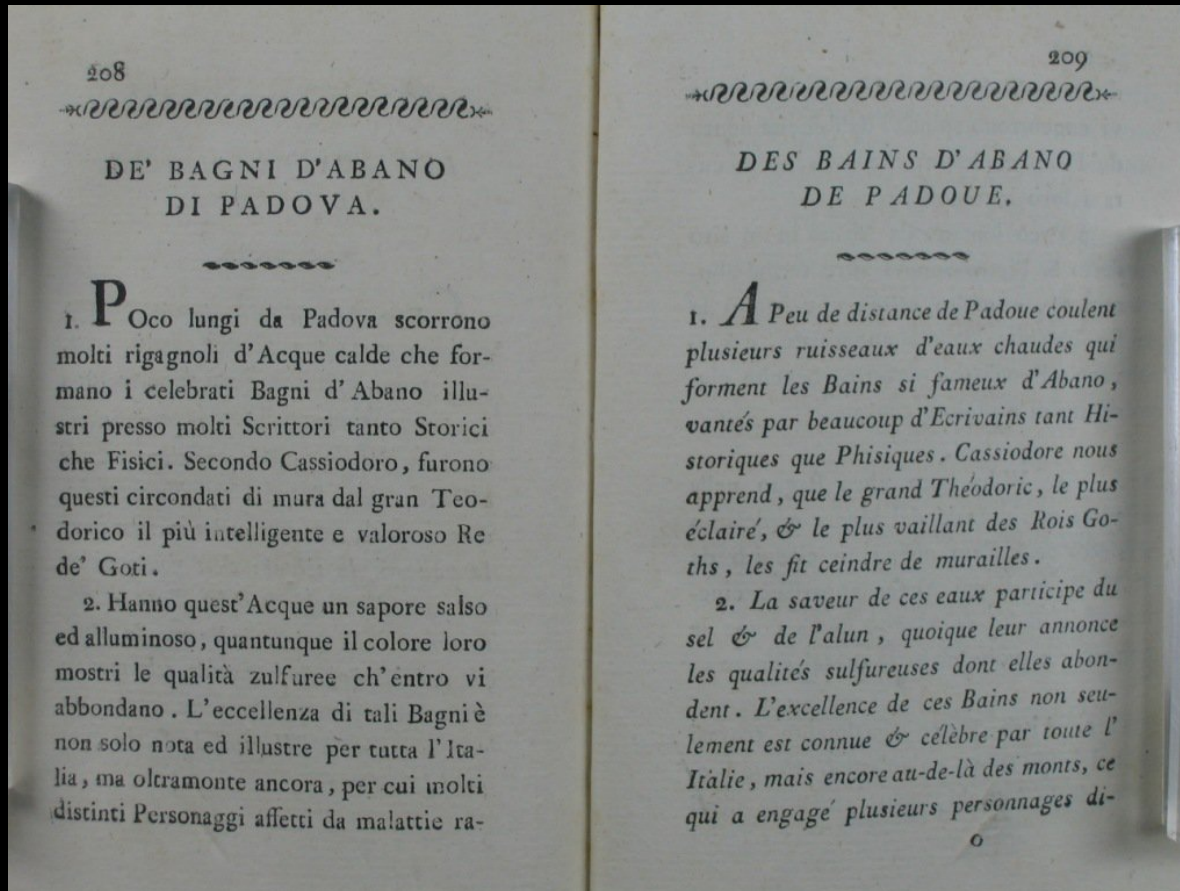 208
DE' BAGNI D'ABANO
DI PADOVA.
1. POco lungi da Padova scorrono
molti rigagnoli d'Acque calde che for-
mano i celebrati Bagni d'Abano illu-
stri presso molti Scrittori tanto Storici
che Fisici. Secondo Cassiodoro, furono
questi circondati di mura dal gran Teo-
dorico il più intelligente e valoroso Re
de' Goti.
2. Hanno quest'Acque un sapore salso
ed alluminoso, quantunque il colore loro
mostri le qualità zulfuree ch'entro vi
abbondano. L'eccellenza di tali Bagni è
non solo nota ed illustre per tutta l'Ita-
lia, ma oltramonte ancora, per cui molti
distinti Personaggi affetti da malattie ra-
209
DES BAINS D'ABANO
DE PADOUE.
1. A Peu de distance de Padoue coulent
plusieurs ruisseaux d'eaux chaudes qui
forment les Bains si fameux d'Abano,
vantés par beaucoup d'Ecrivains tant Hi-
storiques que Phisiques. Cassiodore nous
apprend, que le grand Théodoric, le plus
éclairé, & le plus vaillant des Rois Go-
ths, les fit ceindre de murailles.
2. La saveur de ces eaux participe du
sel & de l'alun, quoique leur annonce
les qualités sulfureuses dont elles abon-
dent. L'excellence de ces Bains non seu-
lement est connue & célèbre par toute l'
Italie, mais encore au-de-là des monts, ce
qui a engagé plusieurs personnages di-
O